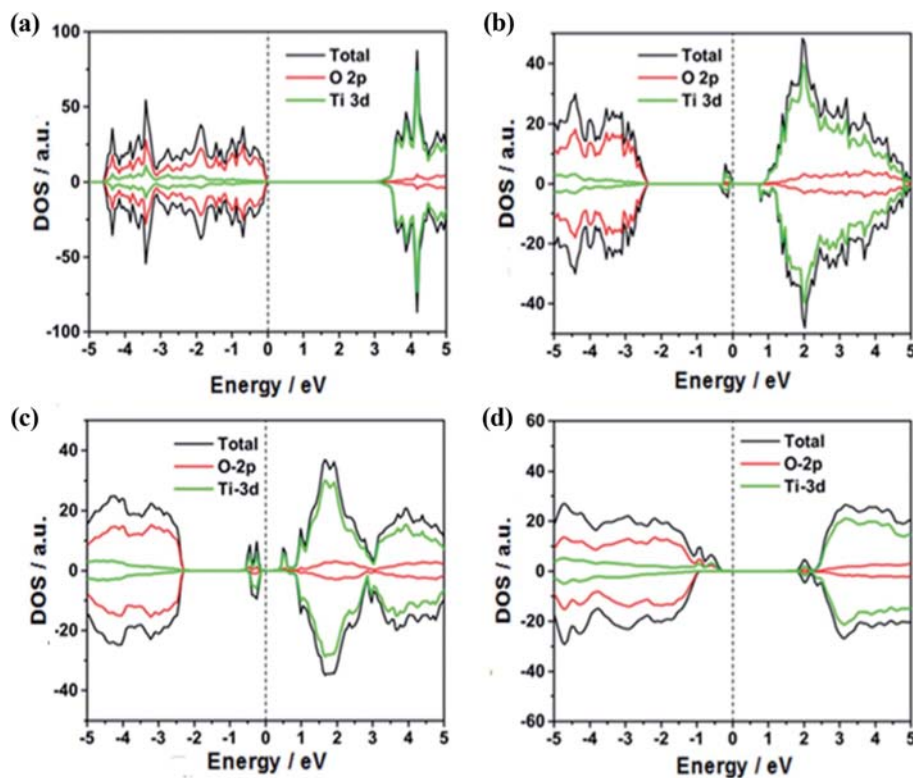 (a)
100
50
0
-50
-100
DOS / a.u.
Total
O 2p
Ti 3d
-5 -4 -3 -2 -1 0 1 2 3 4 5
Energy / eV
(b)
40
20
0
-20
-40
DOS / a.u.
Total
O 2p
Ti 3d
-5 -4 -3 -2 -1 0 1 2 3 4 5
Energy / eV
(c)
40
20
0
-20
-40
DOS / a.u.
Total
O-2p
Ti-3d
-5 -4 -3 -2 -1 0 1 2 3 4 5
Energy / eV
(d)
60
40
20
0
-20
-40
-60
DOS / a.u.
Total
O-2p
Ti-3d
-5 -4 -3 -2 -1 0 1 2 3 4 5
Energy / eV